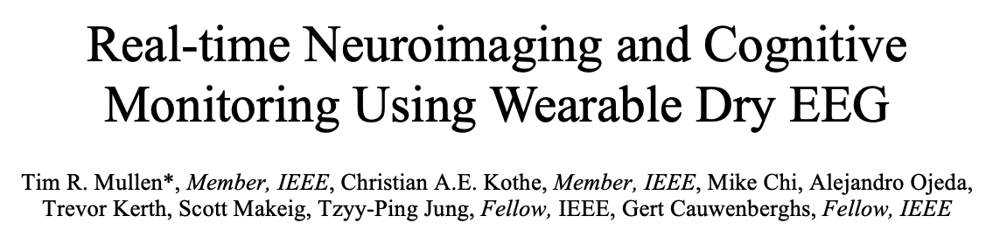 Real-time Neuroimaging and Cognitive
Monitoring Using Wearable Dry EEG
Tim R. Mullen*, Member, IEEE, Christian A.E. Kothe, Member, IEEE, Mike Chi, Alejandro Ojeda,
Trevor Kerth, Scott Makeig, Tzyy-Ping Jung, Fellow, IEEE, Gert Cauwenberghs, Fellow, IEEE